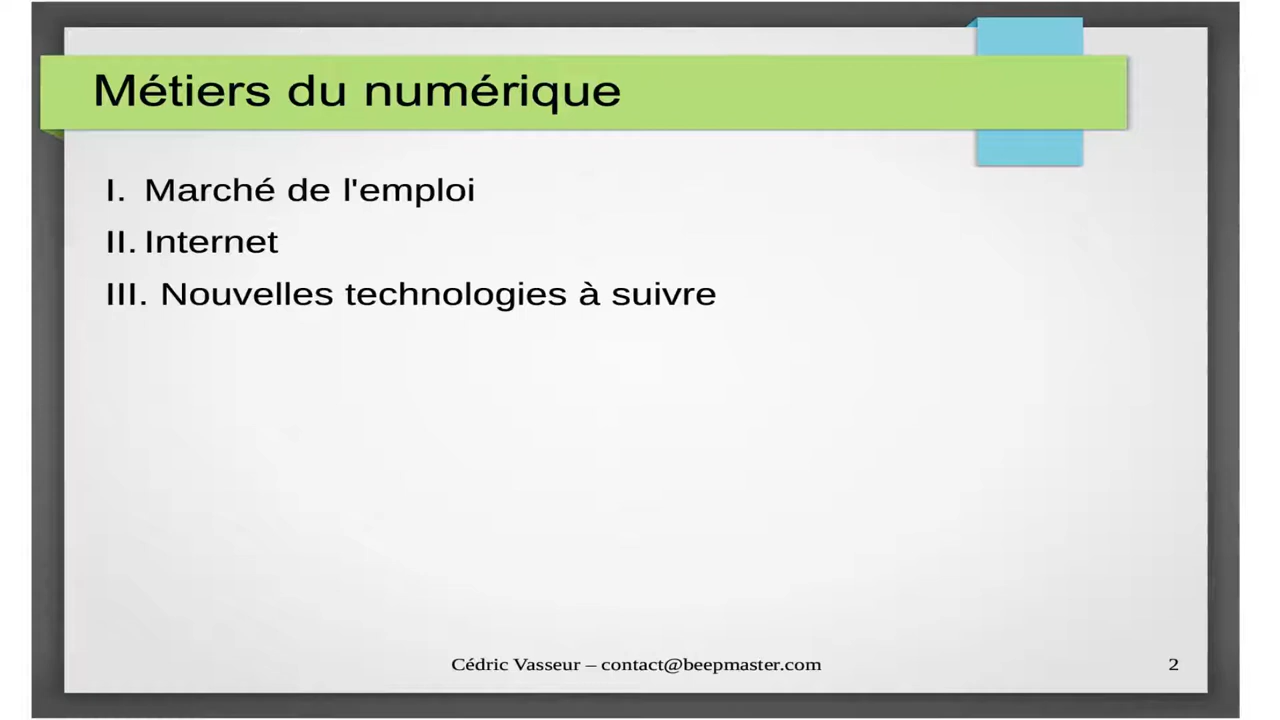 Métiers du numérique
I. Marché de l'emploi
II. Internet
III. Nouvelles technologies à suivre
Cédric Vasseur – contact@beepmaster.com
2